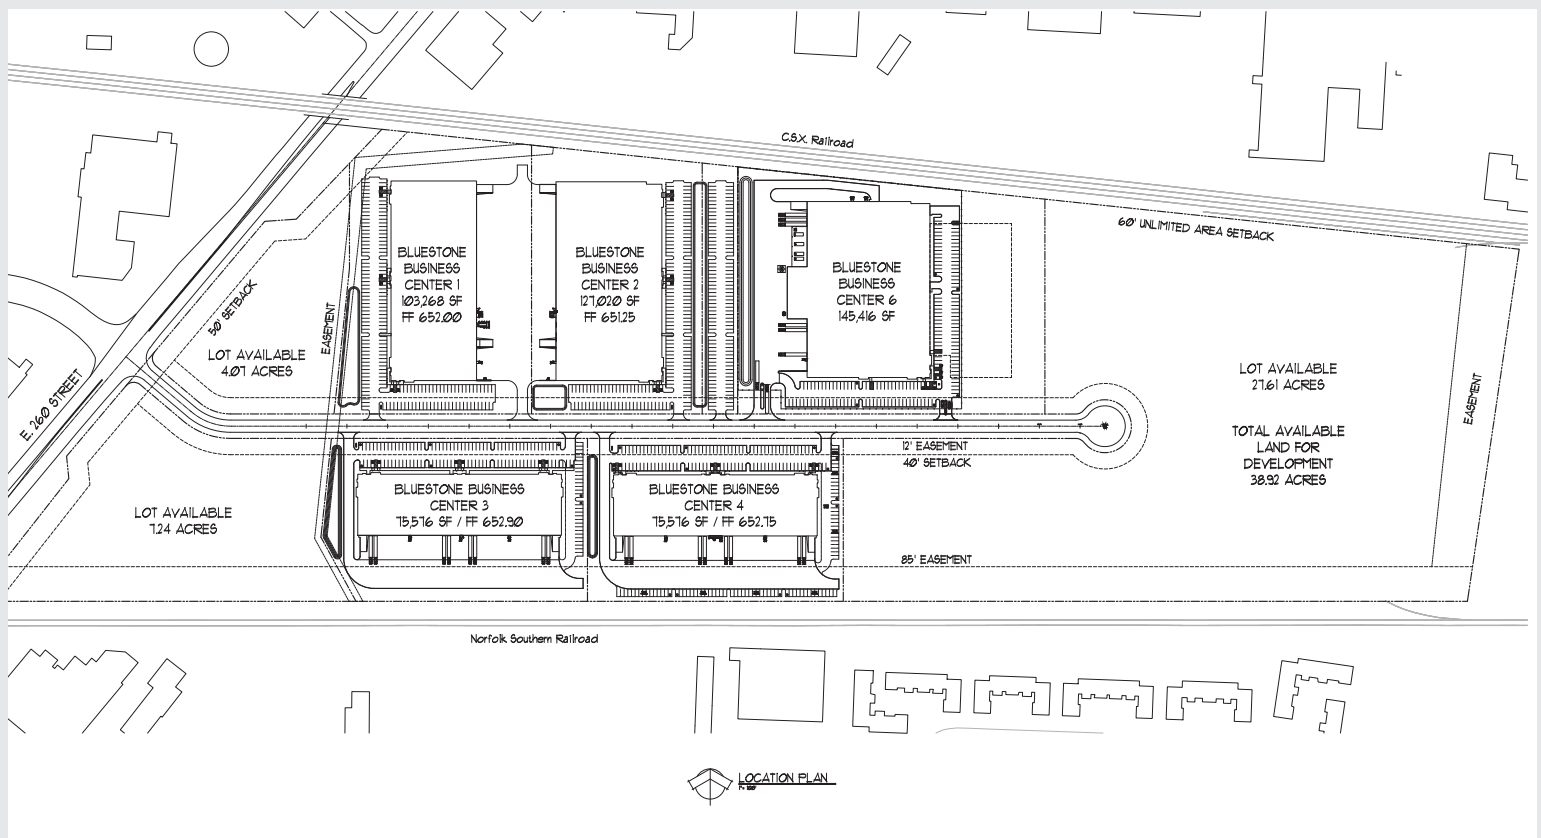 C.S.X. Railroad
60' UNLIMITED AREA SETBACK
BLUESTONE
BUSINESS
CENTER 1
103,268 SF
FF 652.00
BLUESTONE
BUSINESS
CENTER 2
127,020 SF
FF 651.25
BLUESTONE
BUSINESS
CENTER 6
145,416 SF
50' SETBACK
EASEMENT
LOT AVAILABLE
4.07 ACRES
E. 260 STREET
LOT AVAILABLE
27.61 ACRES
EASEMENT
TOTAL AVAILABLE
LAND FOR
DEVELOPMENT
38.92 ACRES
12' EASEMENT
40' SETBACK
LOT AVAILABLE
7.24 ACRES
BLUESTONE BUSINESS
CENTER 3
75,576 SF / FF 652.90
BLUESTONE BUSINESS
CENTER 4
75,576 SF / FF 652.75
85' EASEMENT
Norfolk Southern Railroad
LOCATION PLAN